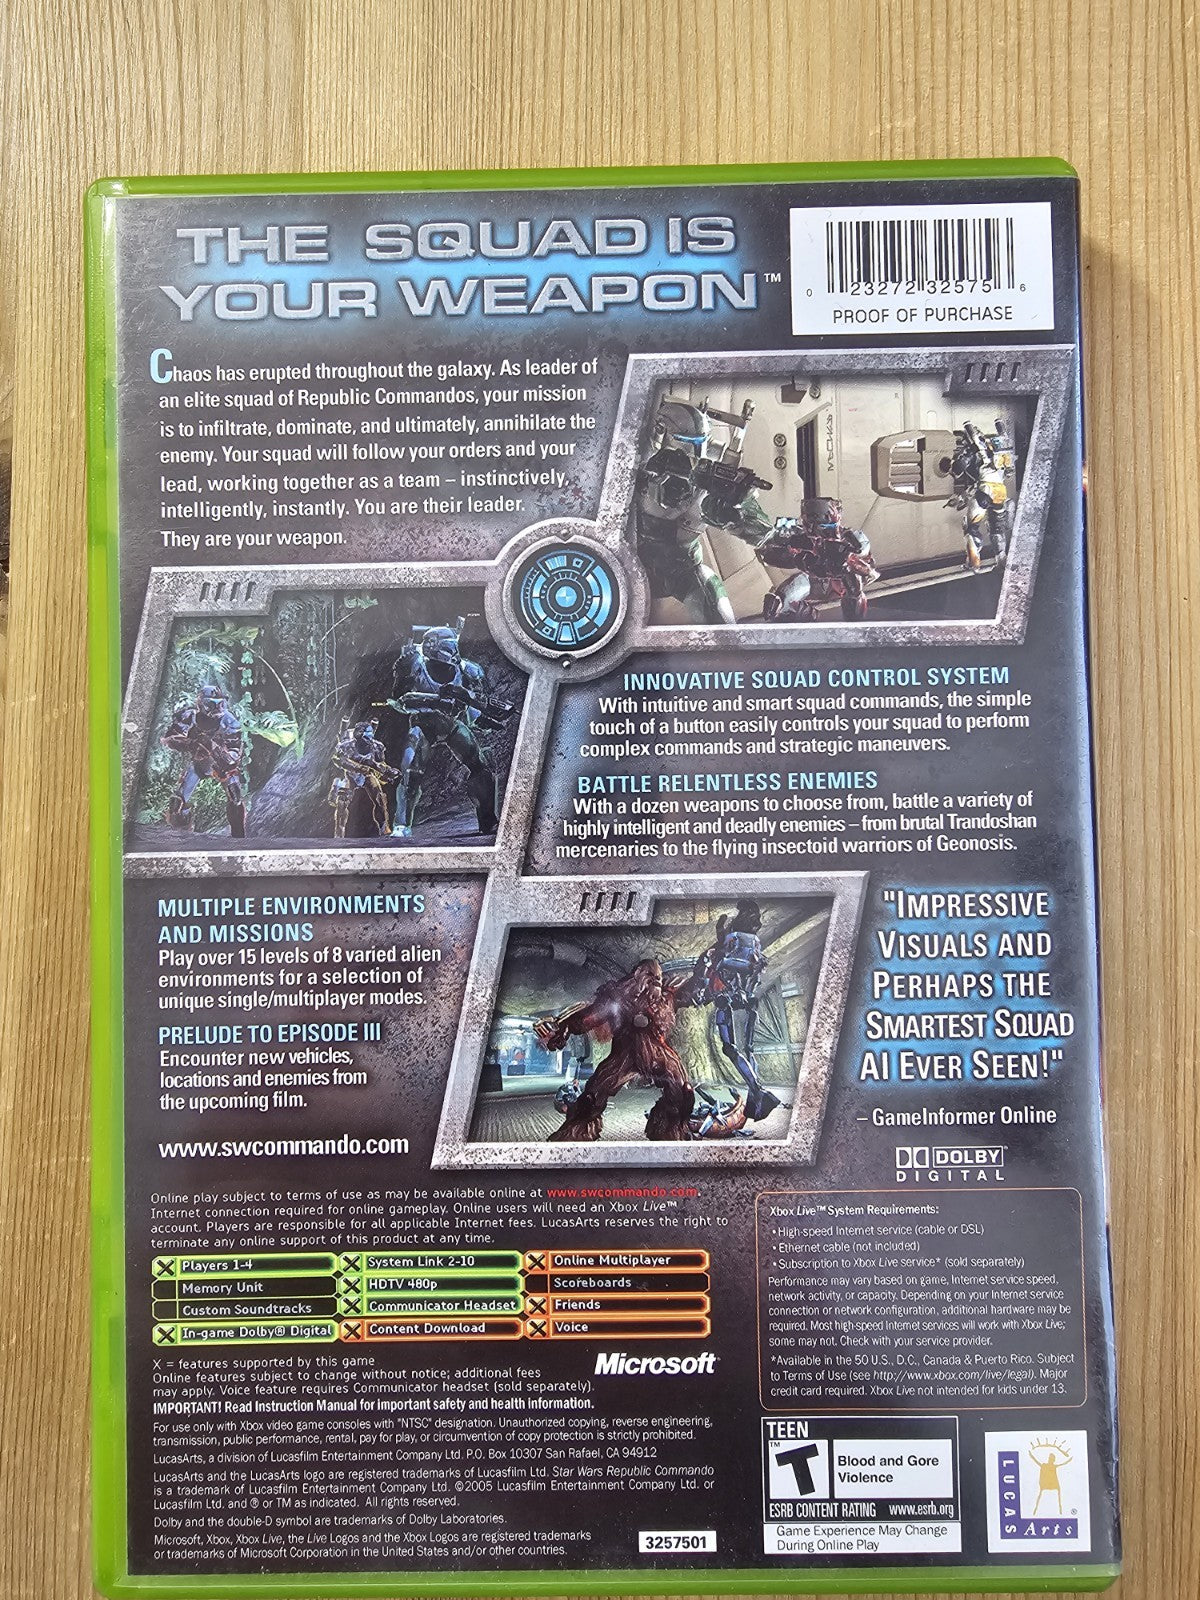 THE SQUAD IS
YOUR WEAPON™
0 23272 32575 6
PROOF OF PURCHASE
Chaos has erupted throughout the galaxy. As leader of
an elite squad of Republic Commandos, your mission
is to infiltrate, dominate, and ultimately, annihilate the
enemy. Your squad will follow your orders and your
lead, working together as a team – instinctively,
intelligently, instantly. You are their leader.
They are your weapon.
INNOVATIVE SQUAD CONTROL SYSTEM
With intuitive and smart squad commands, the simple
touch of a button easily controls your squad to perform
complex commands and strategic maneuvers.
BATTLE RELENTLESS ENEMIES
With a dozen weapons to choose from, battle a variety of
highly intelligent and deadly enemies – from brutal Trandoshan
mercenaries to the flying insectoid warriors of Geonosis.
MULTIPLE ENVIRONMENTS
AND MISSIONS
Play over 15 levels of 8 varied alien
environments for a selection of
unique single/multiplayer modes.
PRELUDE TO EPISODE III
Encounter new vehicles,
locations and enemies from
the upcoming film.
www.swcommando.com
"IMPRESSIVE
VISUALS AND
PERHAPS THE
SMARTEST SQUAD
AI EVER SEEN!"
– GameInformer Online
DOLBY
DIGITAL
Online play subject to terms of use as may be available online at www.swcommando.com.
Internet connection required for online gameplay. Online users will need an Xbox Live™
account. Players are responsible for all applicable Internet fees. LucasArts reserves the right to
terminate any online support of this product at any time.
X Players 1-4 X System Link 2-10 X Online Multiplayer
Memory Unit X HDTV 480p Scoreboards
Custom Soundtracks X Communicator Headset X Friends
X In-game Dolby® Digital X Content Download X Voice
X = features supported by this game
Online features subject to change without notice; additional fees
may apply. Voice feature requires Communicator headset (sold separately).
IMPORTANT! Read Instruction Manual for important safety and health information.
Microsoft®
For use only with Xbox video game consoles with "NTSC" designation. Unauthorized copying, reverse engineering,
transmission, public performance, rental, pay for play, or circumvention of copy protection is strictly prohibited.
LucasArts, a division of Lucasfilm Entertainment Company Ltd. P.O. Box 10307 San Rafael, CA 94912
LucasArts and the LucasArts logo are registered trademarks of Lucasfilm Ltd. Star Wars Republic Commando
is a trademark of Lucasfilm Entertainment Company Ltd. ©2005 Lucasfilm Entertainment Company Ltd. or
Lucasfilm Ltd. and ® or TM as indicated. All rights reserved.
Dolby and the double-D symbol are trademarks of Dolby Laboratories.
Microsoft, Xbox, Xbox Live, the Live Logos and the Xbox Logos are registered trademarks
or trademarks of Microsoft Corporation in the United States and/or other countries.
3257501
Xbox Live™ System Requirements:
• High-speed Internet service (cable or DSL)
• Ethernet cable (not included)
• Subscription to Xbox Live service* (sold separately)
Performance may vary based on game, Internet service speed,
network activity, or capacity. Depending on your Internet service
connection or network configuration, additional hardware may be
required. Most high-speed Internet services will work with Xbox Live;
some may not. Check with your service provider.
*Available in the 50 U.S., D.C., Canada & Puerto Rico. Subject
to Terms of Use (see http://www.xbox.com/live/legal). Major
credit card required. Xbox Live not intended for kids under 13.
TEEN
T™
Blood and Gore
Violence
ESRB CONTENT RATING www.esrb.org
Game Experience May Change
During Online Play
LUCAS
Arts®